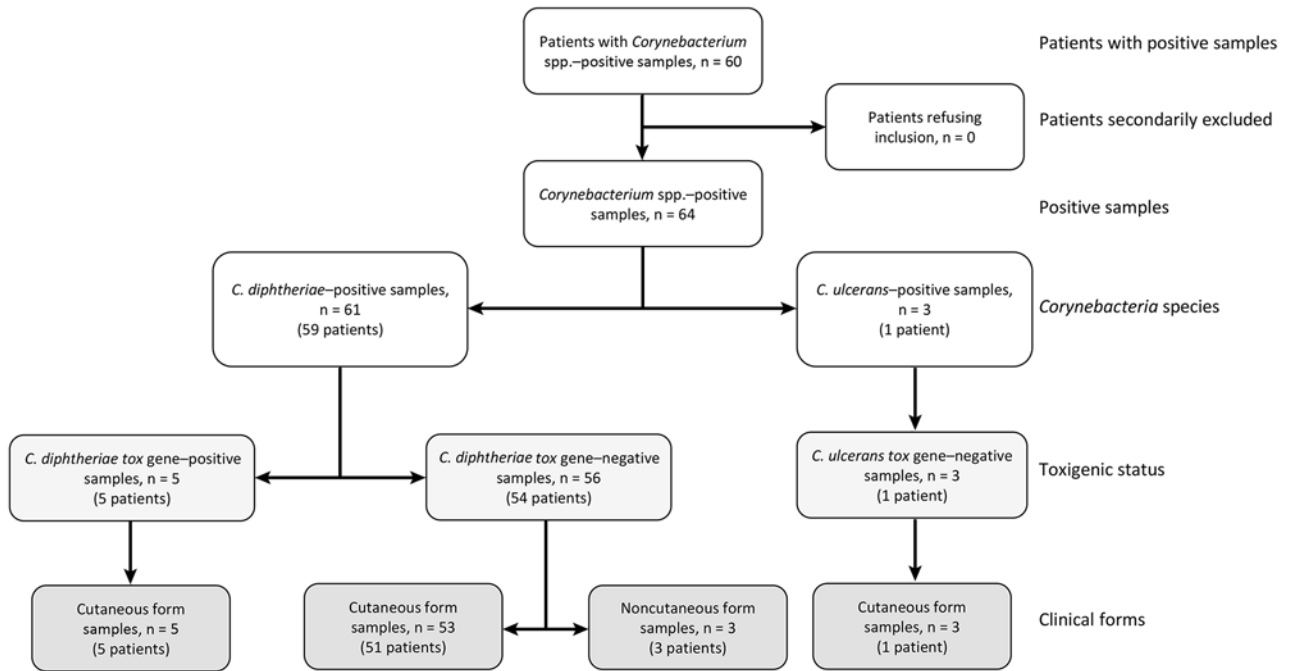 Patients with Corynebacterium
spp.–positive samples, n = 60
Patients with positive samples
Patients refusing
inclusion, n = 0
Patients secondarily excluded
Corynebacterium spp.–positive
samples, n = 64
Positive samples
C. diphtheriae–positive samples,
n = 61
(59 patients)
C. ulcerans–positive samples,
n = 3
(1 patient)
Corynebacteria species
C. diphtheriae tox gene–positive
samples, n = 5
(5 patients)
C. diphtheriae tox gene–negative
samples, n = 56
(54 patients)
C. ulcerans tox gene–negative
samples, n = 3
(1 patient)
Toxigenic status
Cutaneous form
samples, n = 5
(5 patients)
Cutaneous form
samples, n = 53
(51 patients)
Noncutaneous form
samples, n = 3
(3 patients)
Cutaneous form
samples, n = 3
(1 patient)
Clinical forms